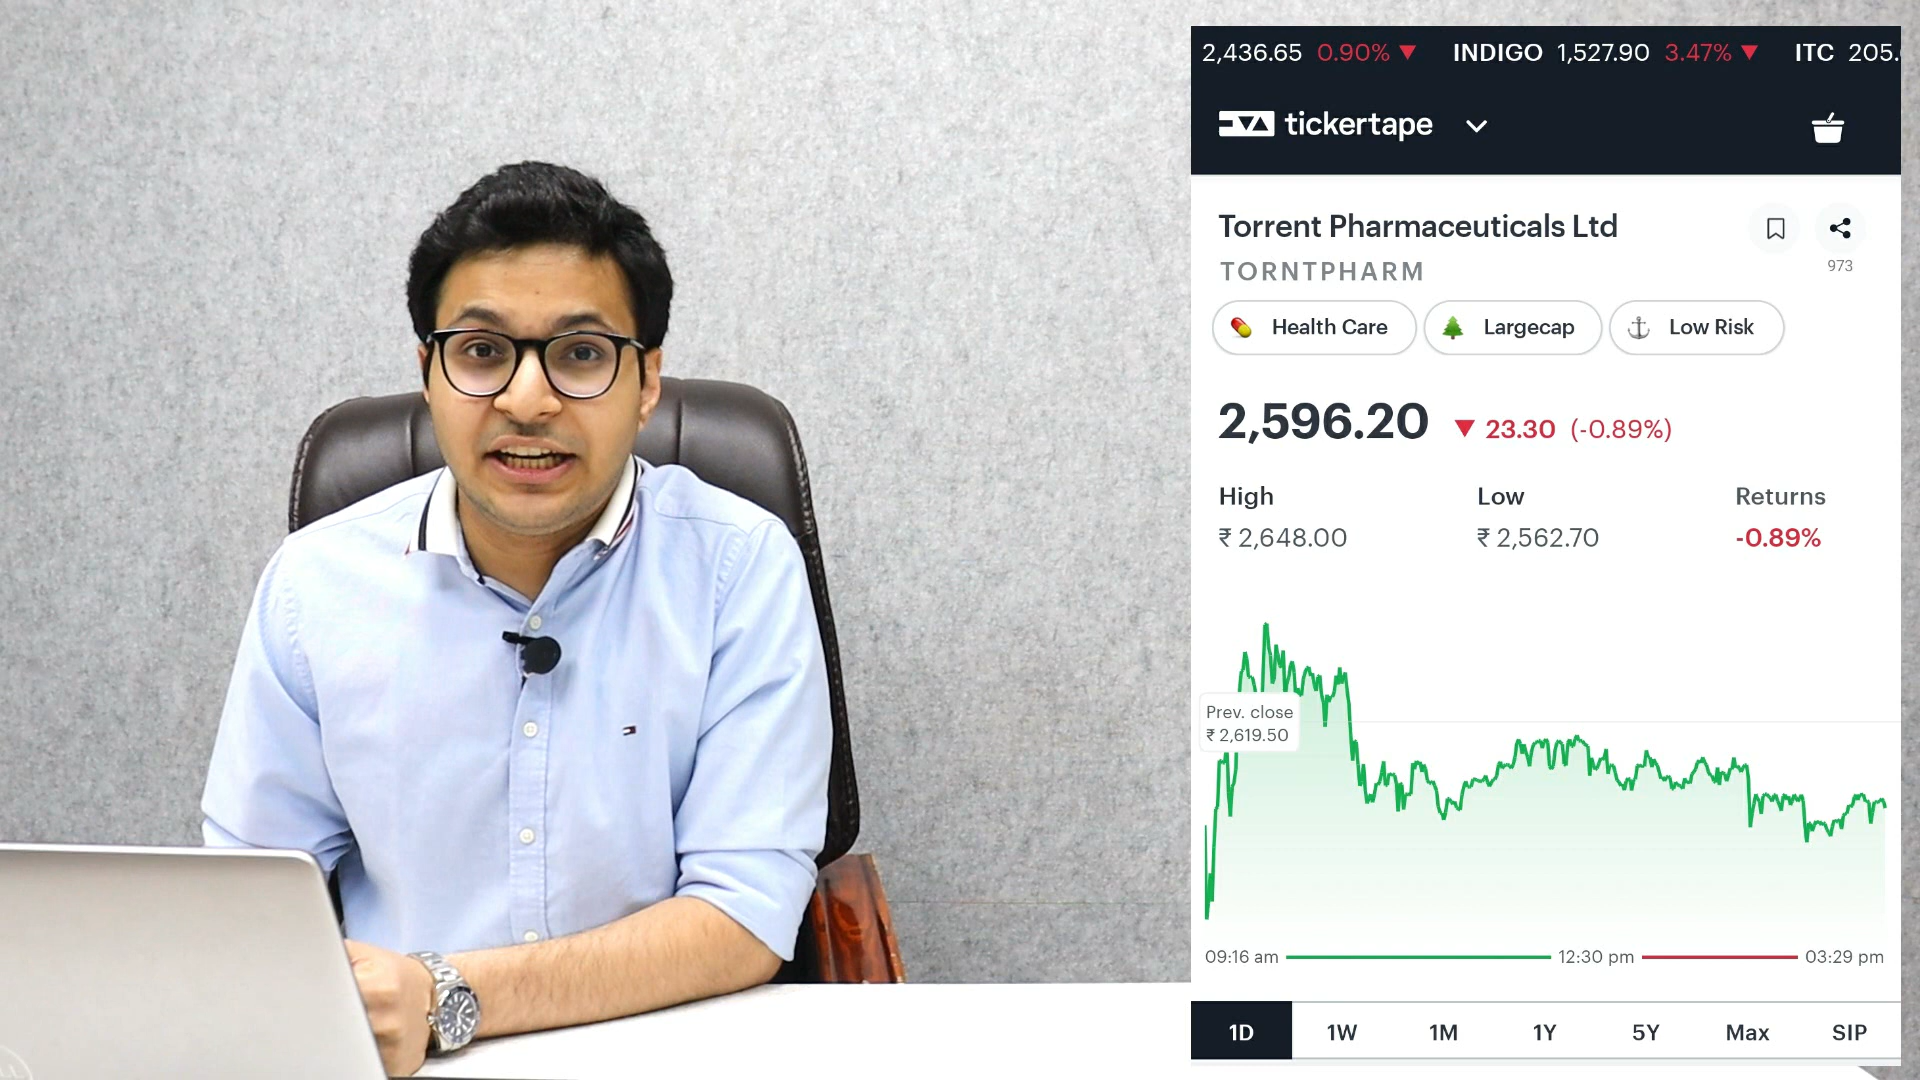 2,436.65 0.90% ▼ INDIGO 1,527.90 3.47% ▼ ITC 205.
tickertape
Torrent Pharmaceuticals Ltd
973
TORNTPHARM
Health Care Largecap Low Risk
2,596.20 ▼ 23.30 (-0.89%)
High Low Returns
₹ 2,648.00 ₹ 2,562.70 -0.89%
Prev. close
₹ 2,619.50
09:16 am 12:30 pm 03:29 pm
1D 1W 1M 1Y 5Y Max SIP